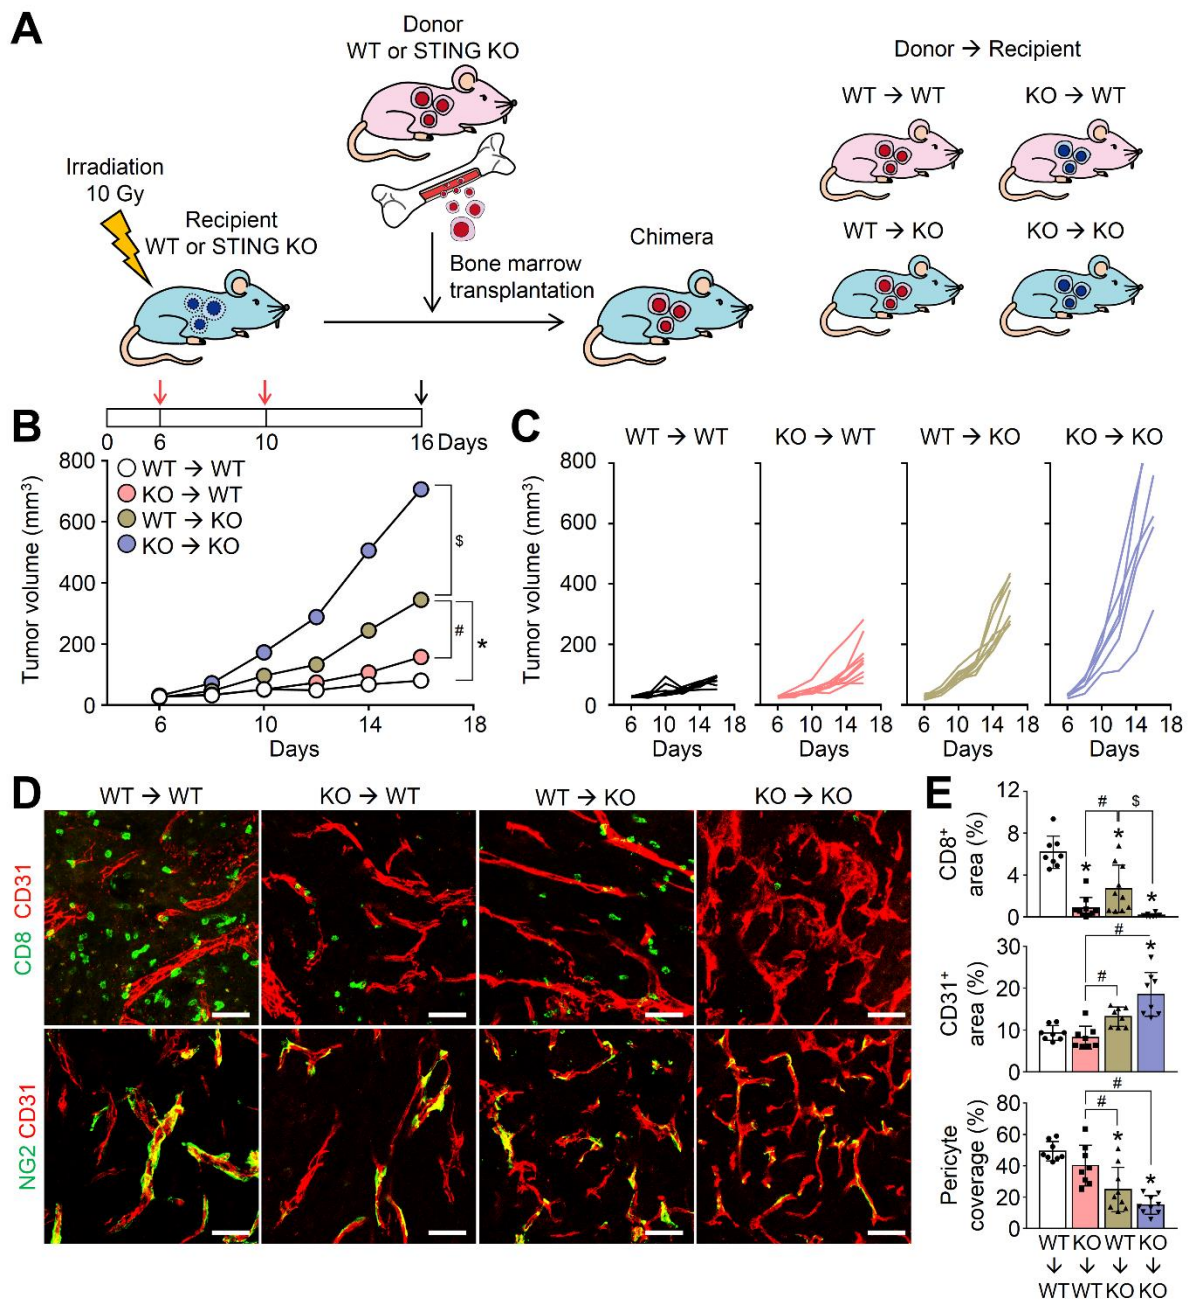 A
Donor
WT or STING KO
Donor → Recipient
WT → WT
KO → WT
Irradiation
10 Gy
Recipient
WT or STING KO
WT → KO
KO → KO
Chimera
Bone marrow
transplantation
B
0 6 10 16 Days
Tumor volume (mm³)
800
600
400
200
0
6 10 14 18
Days
WT → WT
KO → WT
WT → KO
KO → KO
$
#
*
C
WT → WT
KO → WT
WT → KO
KO → KO
Tumor volume (mm³)
800
600
400
200
0
6 10 14 18
Days
6 10 14 18
Days
6 10 14 18
Days
6 10 14 18
Days
D
WT → WT
KO → WT
WT → KO
KO → KO
CD8 CD31
NG2 CD31
E
CD8⁺
area (%)
12
8
4
0
# $
* * *
CD31⁺
area (%)
30
20
10
0
#
#
*
Pericyte
coverage (%)
80
60
40
20
0
#
#
* *
WT KO WT KO
↓ ↓ ↓ ↓
WT WT KO KO